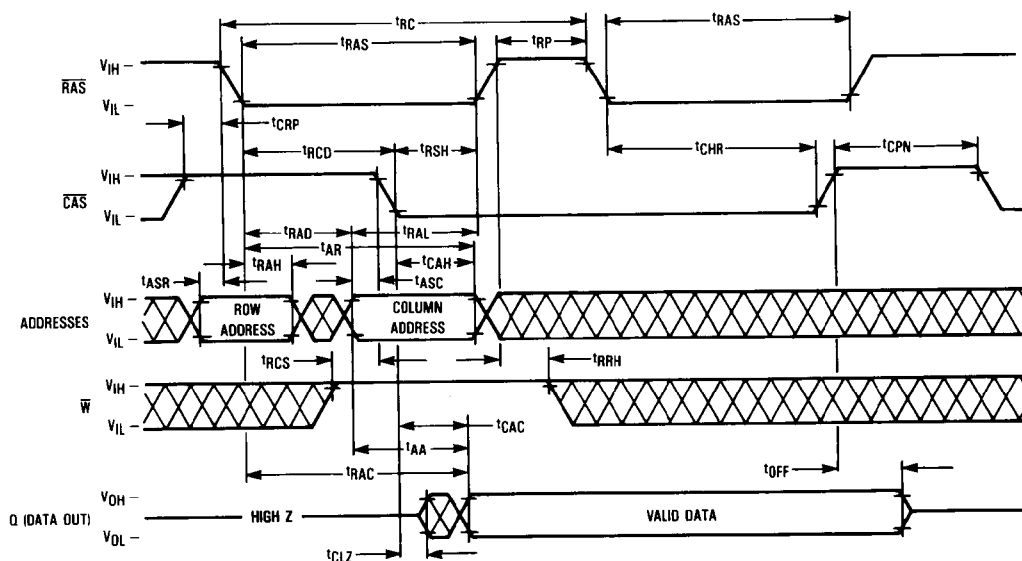 tRC
tRAS tRP tRAS
VIH
RAS
VIL
tCRP
tRCD tRSH tCHR tCPN
VIH
CAS
VIL
tRAD tRAL
tAR
tRAH tCAH
tASR tASC
VIH
ADDRESSES ROW ADDRESS COLUMN ADDRESS
VIL
tRCS tRRH
VIH
W
VIL
tCAC
tAA
tRAC tOFF
VOH
Q (DATA OUT) HIGH Z VALID DATA
VOL
tCLZ